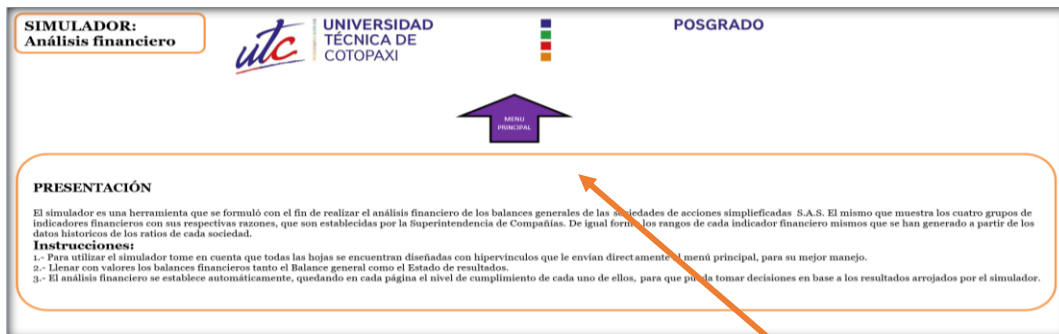 SIMULADOR:
Análisis financiero
utc
UNIVERSIDAD
TÉCNICA DE
COTOPAXI
POSGRADO
MENU
PRINCIPAL
PRESENTACIÓN
El simulador es una herramienta que se formuló con el fin de realizar el análisis financiero de los balances generales de las sociedades de acciones simplieficadas S.A.S. El mismo que muestra los cuatro grupos de
indicadores financieros con sus respectivas razones, que son establecidas por la Superintendencia de Compañías. De igual forma los rangos de cada indicador financiero mismos que se han generado a partir de los
datos históricos de los ratios de cada sociedad.
Instrucciones:
1.- Para utilizar el simulador tome en cuenta que todas las hojas se encuentran diseñadas con hipervínculos que le envían directamente al menú principal, para su mejor manejo.
2.- Llenar con valores los balances financieros tanto el Balance general como el Estado de resultados.
3.- El análisis financiero se establece automáticamente, quedando en cada página el nivel de cumplimiento de cada uno de ellos, para que pueda tomar decisiones en base a los resultados arrojados por el simulador.